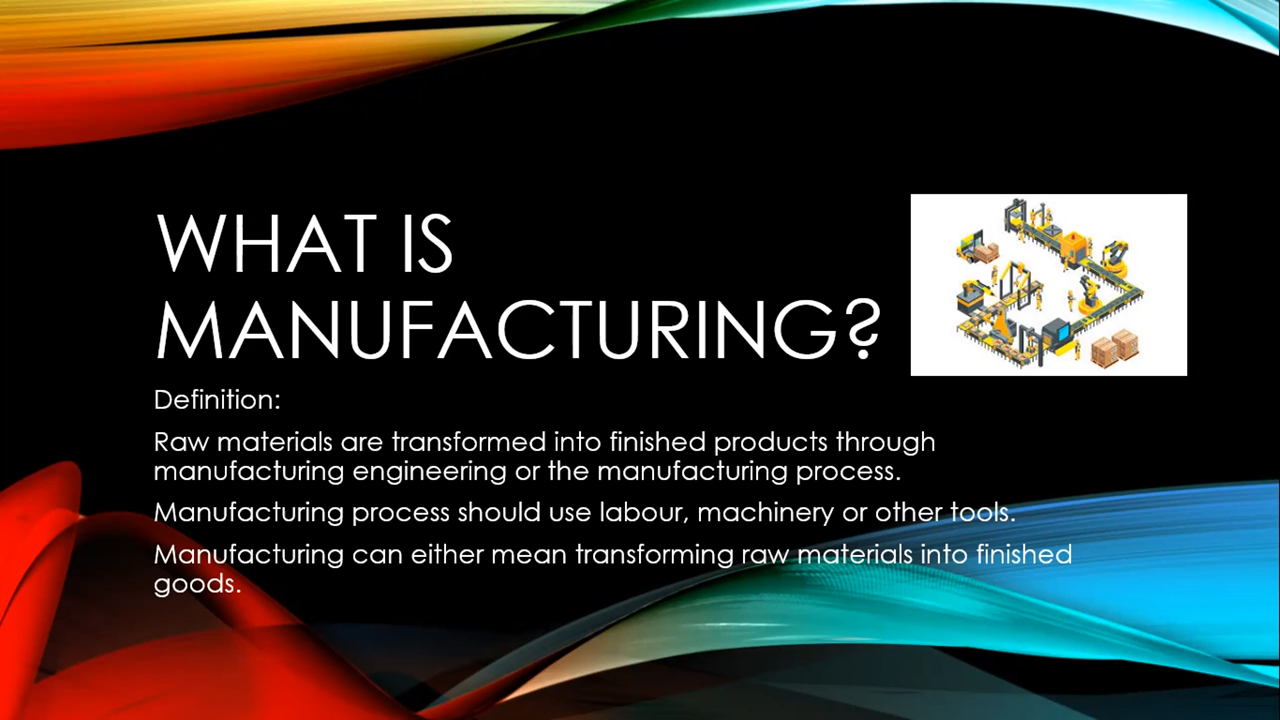 WHAT IS
MANUFACTURING?
Definition:
Raw materials are transformed into finished products through
manufacturing engineering or the manufacturing process.
Manufacturing process should use labour, machinery or other tools.
Manufacturing can either mean transforming raw materials into finished
goods.